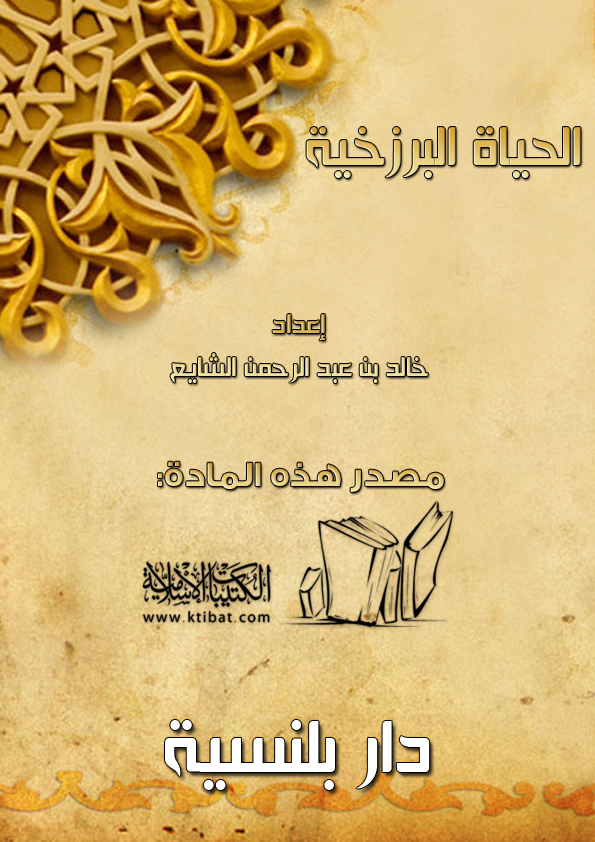 الحياة البرزخية
إعداد
خالد بن عبد الرحمن الشايع
مصدر هذه المادة:
الكتيبات الإسلامية
www.ktibat.com
دار بلنسية